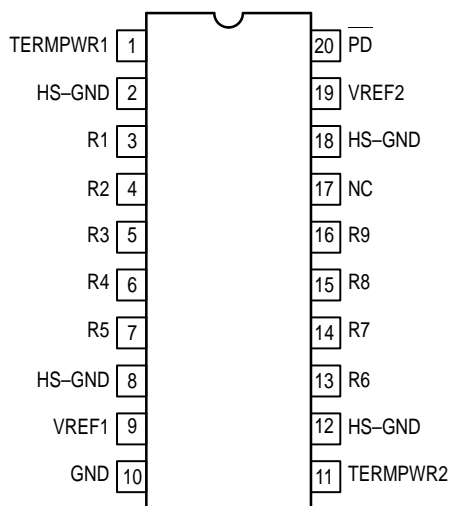 TERMPWR1 1 20 P̅D̅
HS–GND 2 19 VREF2
R1 3 18 HS–GND
R2 4 17 NC
R3 5 16 R9
R4 6 15 R8
R5 7 14 R7
HS–GND 8 13 R6
VREF1 9 12 HS–GND
GND 10 11 TERMPWR2